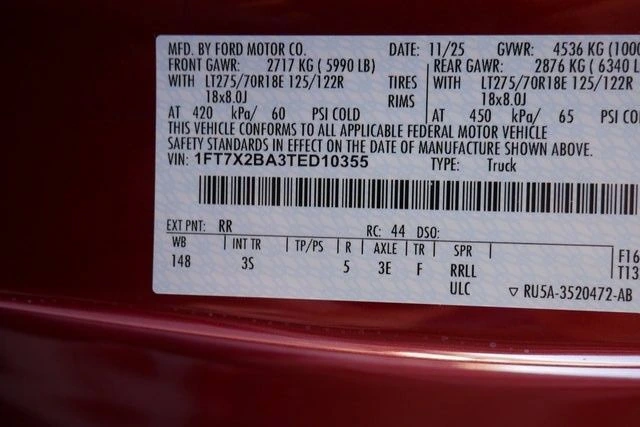 MFD. BY FORD MOTOR CO. DATE: 11/25 GVWR: 4536 KG (1000
FRONT GAWR: 2717 KG ( 5990 LB) REAR GAWR: 2876 KG ( 6340 L
WITH LT275/70R18E 125/122R TIRES WITH LT275/70R18E 125/122R
18x8.0J RIMS 18x8.0J
AT 420 kPa/ 60 PSI COLD AT 450 kPa/ 65 PSI CO
THIS VEHICLE CONFORMS TO ALL APPLICABLE FEDERAL MOTOR VEHICLE
SAFETY STANDARDS IN EFFECT ON THE DATE OF MANUFACTURE SHOWN ABOVE.
VIN: 1FT7X2BA3TED10355 TYPE: Truck
EXT PNT: RR RC: 44 DSO:
WB INT TR TP/PS R AXLE TR SPR
148 3S 5 3E F RRLL
ULC
F16
T13
▽ RU5A-3520472-AB